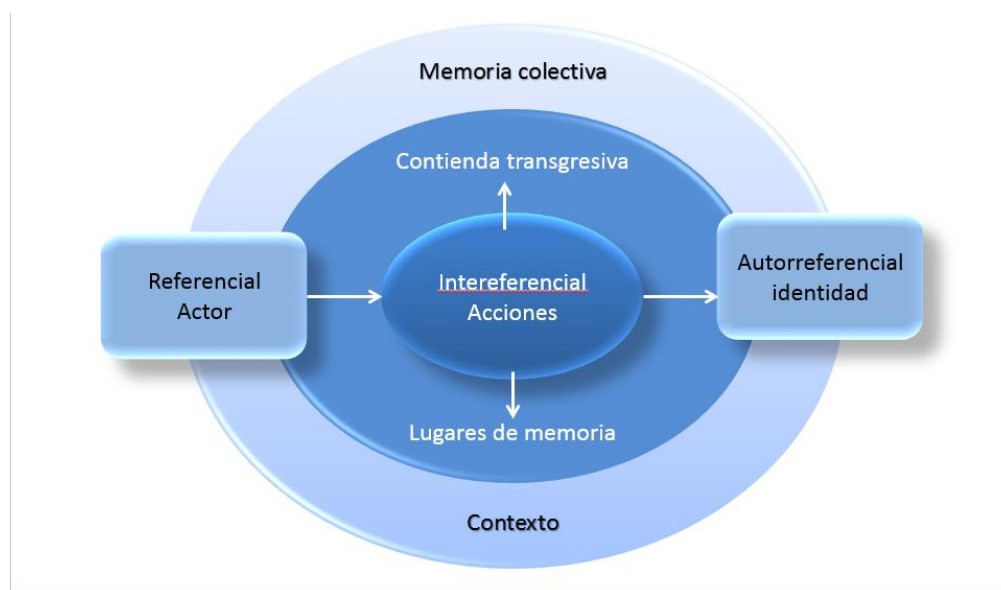 Memoria colectiva
Contienda transgresiva
Referencial
Actor
Intereferencial
Acciones
Autorreferencial
identidad
Lugares de memoria
Contexto